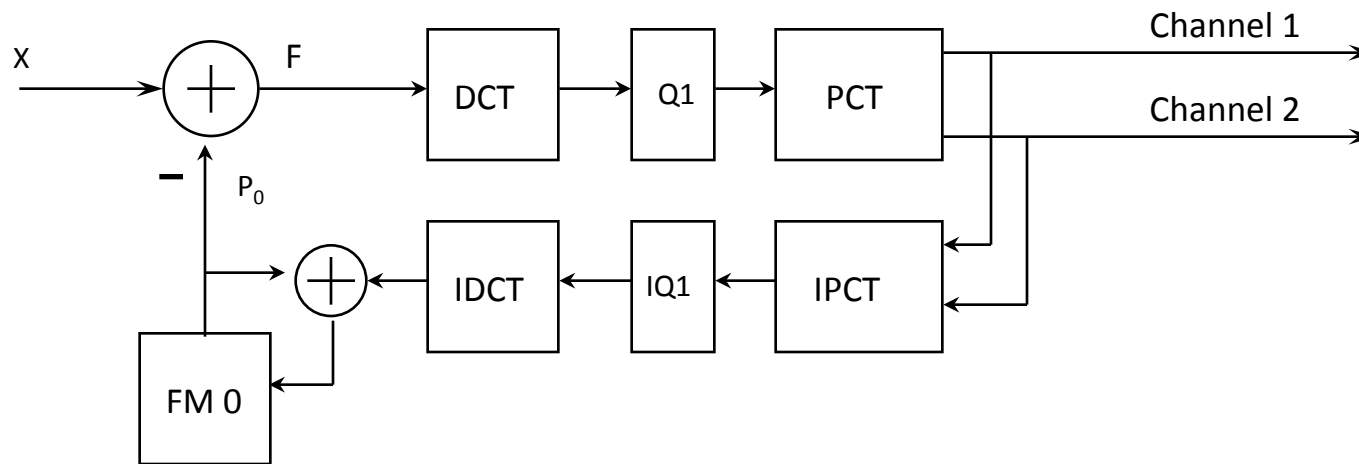 Channel 1
X
F
DCT
Q1
PCT
Channel 2
P₀
IDCT
IQ1
IPCT
FM 0